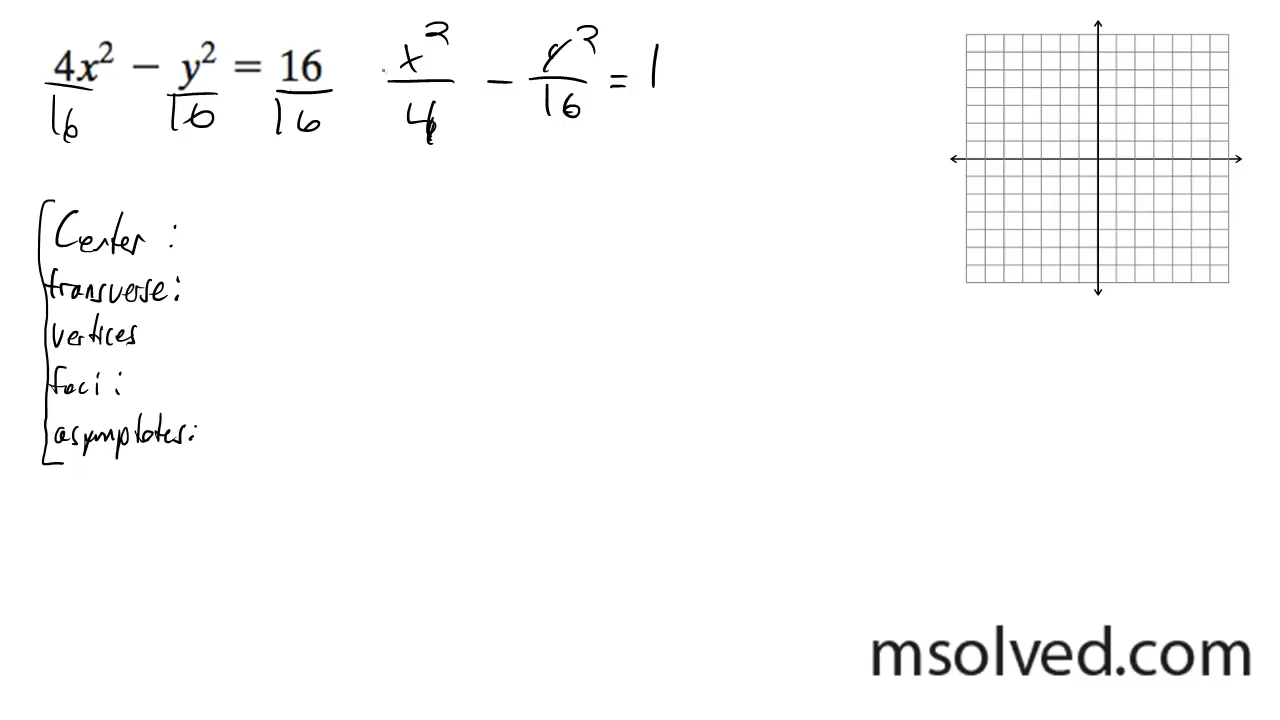 4x² − y² = 16
16 16 16
x²/4 − y²/16 = 1
Center :
transverse:
vertices
foci :
asymptotes:
msolved.com